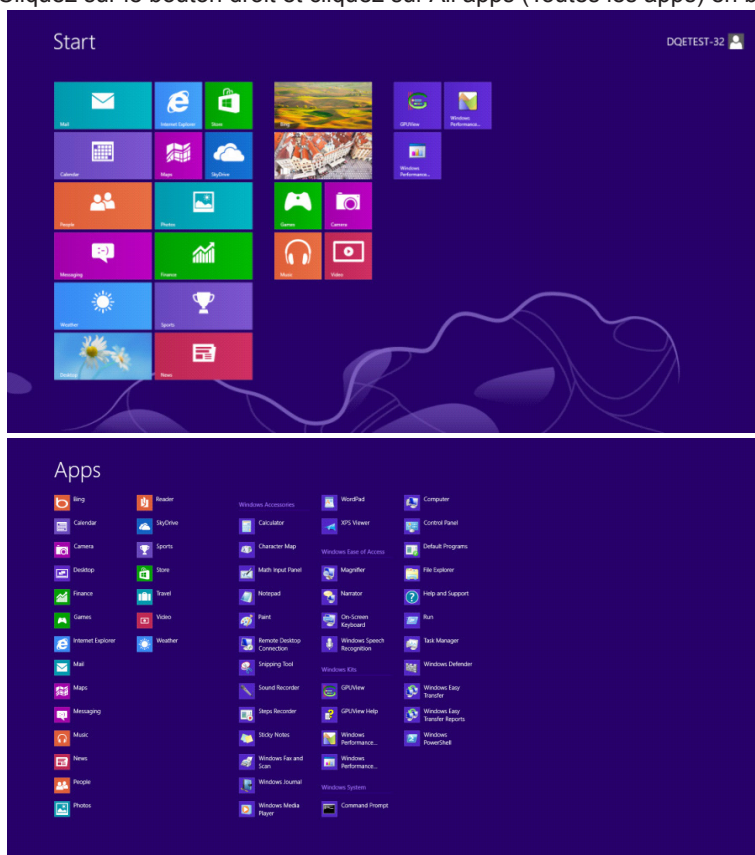 Cliquez sur le bouton droit et cliquez sur All apps (Toutes les apps) en b
Start
DQETEST-32
Mail
Internet Explorer
Store
Bing
GPUView
Windows Performance...
Calendar
Maps
SkyDrive
Windows Performance...
People
Photos
Games
Camera
Messaging
Finance
Music
Video
Weather
Sports
Desktop
News
Apps
Bing
Calendar
Camera
Desktop
Finance
Games
Internet Explorer
Mail
Maps
Messaging
Music
News
People
Photos
Reader
SkyDrive
Sports
Store
Travel
Video
Weather
Windows Accessories
Calculator
Character Map
Math Input Panel
Notepad
Paint
Remote Desktop
Connection
Snipping Tool
Sound Recorder
Steps Recorder
Sticky Notes
Windows Fax and
Scan
Windows Journal
Windows Media
Player
WordPad
XPS Viewer
Windows Ease of Access
Magnifier
Narrator
On-Screen
Keyboard
Windows Speech
Recognition
Windows Kits
GPUView
GPUView Help
Windows
Performance...
Windows
Performance...
Windows System
Command Prompt
Computer
Control Panel
Default Programs
File Explorer
Help and Support
Run
Task Manager
Windows Defender
Windows Easy
Transfer
Windows Easy
Transfer Reports
Windows
PowerShell